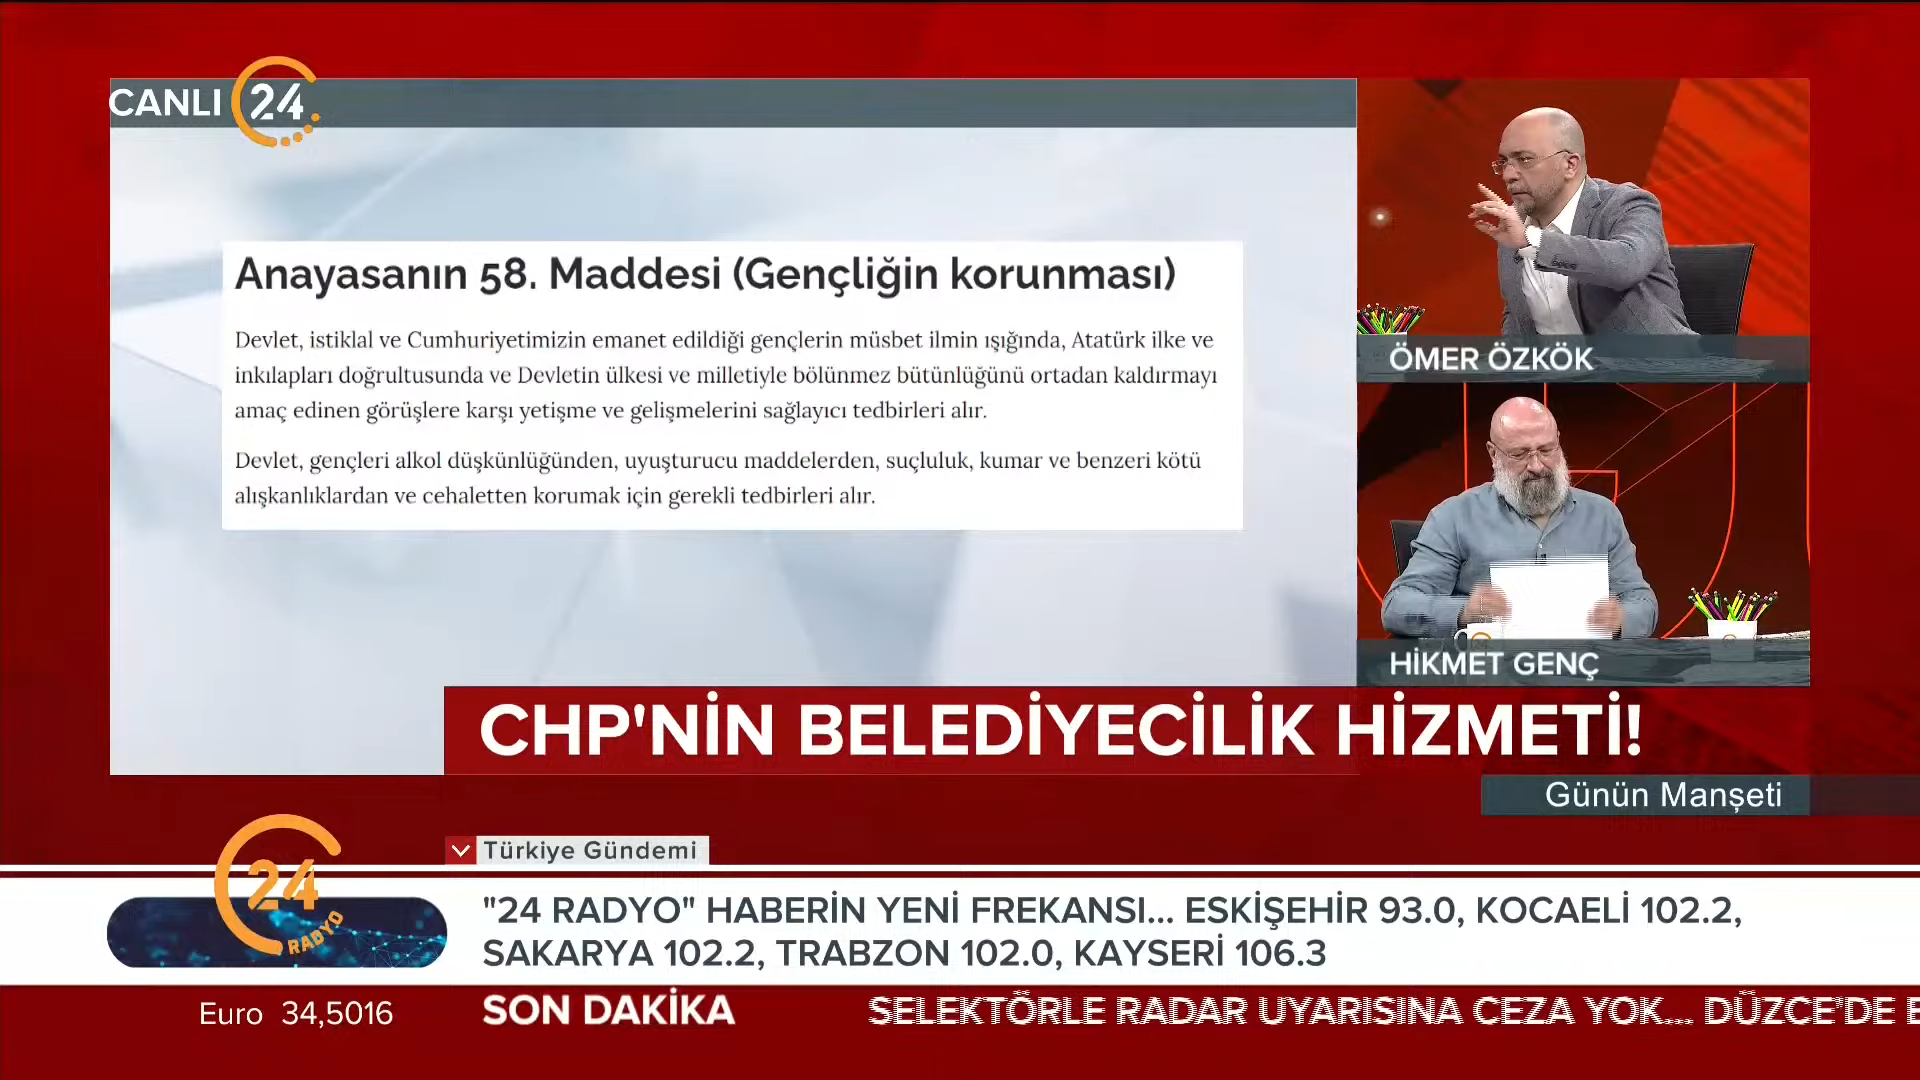 CANLI 24
Anayasanın 58. Maddesi (Gençliğin korunması)
Devlet, istiklal ve Cumhuriyetimizin emanet edildiği gençlerin müsbet ilmin ışığında, Atatürk ilke ve
inkılapları doğrultusunda ve Devletin ülkesi ve milletiyle bölünmez bütünlüğünü ortadan kaldırmayı
amaç edinen görüşlere karşı yetişme ve gelişmelerini sağlayıcı tedbirleri alır.
Devlet, gençleri alkol düşkünlüğünden, uyuşturucu maddelerden, suçluluk, kumar ve benzeri kötü
alışkanlıklardan ve cehaletten korumak için gerekli tedbirleri alır.
ÖMER ÖZKÖK
HİKMET GENÇ
CHP'NİN BELEDİYECİLİK HİZMETİ!
Günün Manşeti
Türkiye Gündemi
24 RADYO
"24 RADYO" HABERİN YENİ FREKANSI... ESKİŞEHİR 93.0, KOCAELİ 102.2,
SAKARYA 102.2, TRABZON 102.0, KAYSERİ 106.3
Euro 34,5016
SON DAKİKA
SELEKTÖRLE RADAR UYARISINA CEZA YOK... DÜZCE'DE